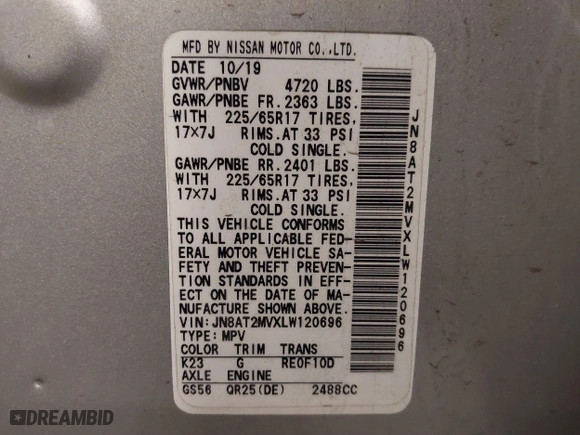 MFD BY NISSAN MOTOR CO.,LTD.
DATE 10/19
GVWR/PNBV 4720 LBS.
GAWR/PNBE FR. 2363 LBS.
WITH 225/65R17 TIRES,
17×7J RIMS.AT 33 PSI
COLD SINGLE.
GAWR/PNBE RR. 2401 LBS.
WITH 225/65R17 TIRES,
17×7J RIMS.AT 33 PSI
COLD SINGLE.
THIS VEHICLE CONFORMS
TO ALL APPLICABLE FED-
ERAL MOTOR VEHICLE SA-
FETY AND THEFT PREVEN-
TION STANDARDS IN EFF-
ECT ON THE DATE OF MA-
NUFACTURE SHOWN ABOVE.
VIN:JN8AT2MVXLW120696
TYPE:MPV
COLOR TRIM TRANS
K23 G RE0F10D
AXLE ENGINE
GS56 QR25(DE) 2488CC
JN8AT2MVXLW120696
DREAMBID